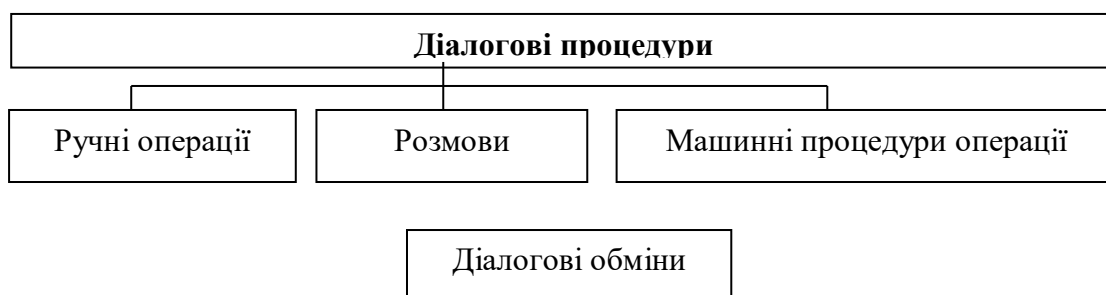 Діалогові процедури
Ручні операції
Розмови
Машинні процедури операції
Діалогові обміни